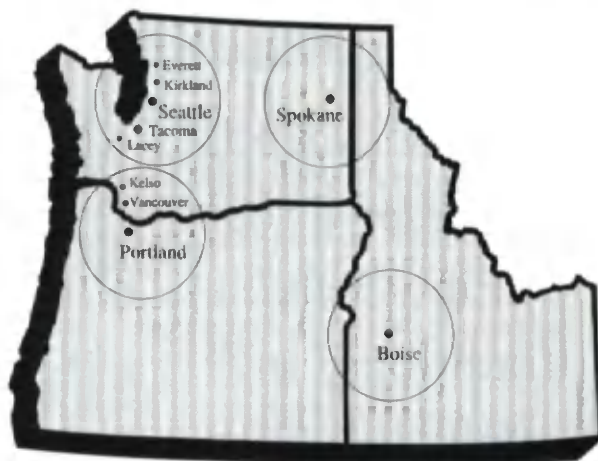 Everett
Kirkland
Seattle
Spokane
Tacoma
Lacey
Kelso
Vancouver
Portland
Boise